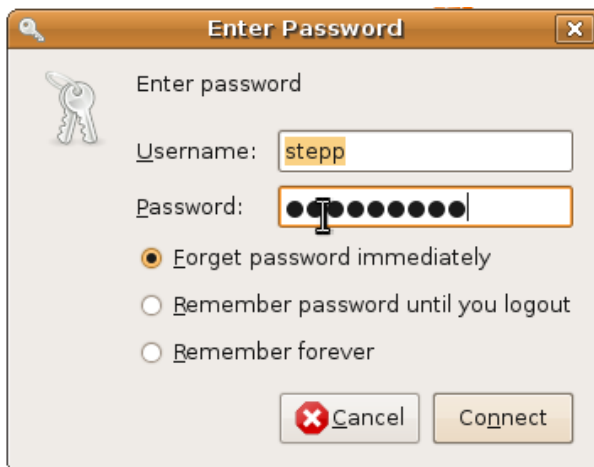 Enter Password
Enter password
Username: stepp
Password: ●●●●●●●●●
Forget password immediately
Remember password until you logout
Remember forever
Cancel Connect